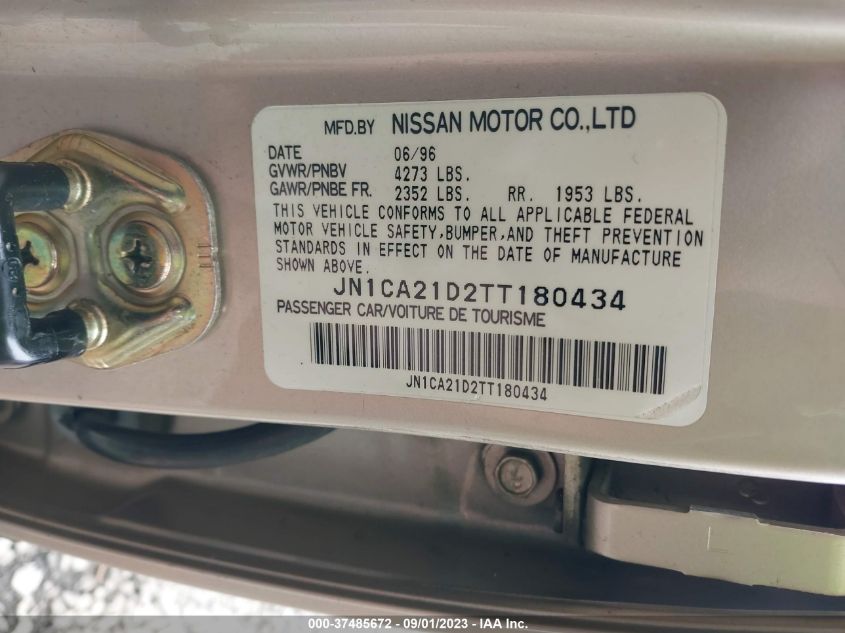 MFD.BY NISSAN MOTOR CO.,LTD
DATE 06/96
GVWR/PNBV 4273 LBS.
GAWR/PNBE FR. 2352 LBS. RR. 1953 LBS.
THIS VEHICLE CONFORMS TO ALL APPLICABLE FEDERAL
MOTOR VEHICLE SAFETY,BUMPER,AND THEFT PREVENTION
STANDARDS IN EFFECT ON THE DATE OF MANUFACTURE
SHOWN ABOVE.
JN1CA21D2TT180434
PASSENGER CAR/VOITURE DE TOURISME
JN1CA21D2TT180434
000-37485672 - 09/01/2023 - IAA Inc.